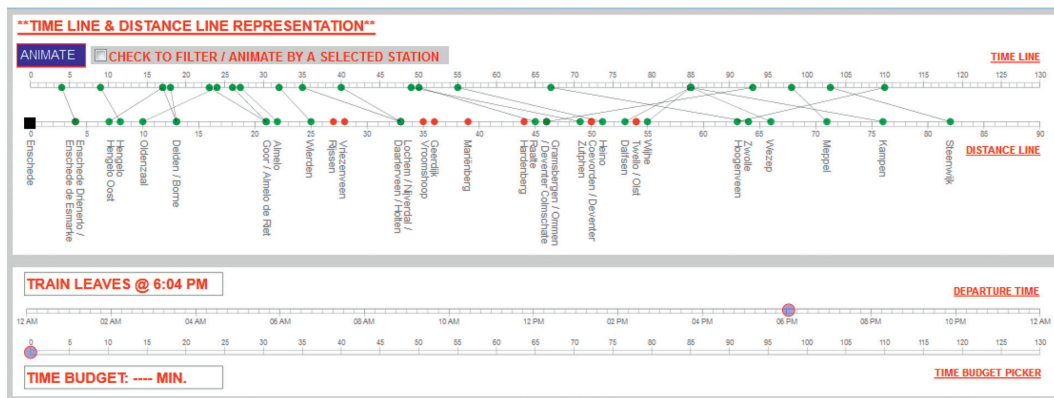 **TIME LINE & DISTANCE LINE REPRESENTATION**
ANIMATE
CHECK TO FILTER / ANIMATE BY A SELECTED STATION
TIME LINE
0 5 10 15 20 25 30 35 40 45 50 55 60 65 70 75 80 85 90 95 100 105 110 115 120 125 130
0 5 10 15 20 25 30 35 40 45 50 55 60 65 70 75 80 85 90
DISTANCE LINE
Enschede
Enschede Drienerlo /
Enschede de Esmarke
Hengelo
Hengelo Oost
Oldenzaal
Delden / Borne
Almelo
Goor / Almelo de Riet
Wierden
Rijssen
Vriezenveen
Lochem / Nijverdal /
Daarlerveen / Holten
Geerdijk
Vroomshoop
Mariënberg
Hardenberg
Raalte
Gramsbergen / Ommen
/ Deventer Colmschate
Zutphen
Coevorden / Deventer
Heino
Dalfsen
Twello / Olst
Wijhe
Hoogenveen
Zwolle
Wezep
Meppel
Kampen
Steenwijk
TRAIN LEAVES @ 6:04 PM
DEPARTURE TIME
12 AM 02 AM 04 AM 06 AM 08 AM 10 AM 12 PM 02 PM 04 PM 06 PM 08 PM 10 PM 12 AM
0 5 10 15 20 25 30 35 40 45 50 55 60 65 70 75 80 85 90 95 100 105 110 115 120 130
TIME BUDGET: ---- MIN.
TIME BUDGET PICKER